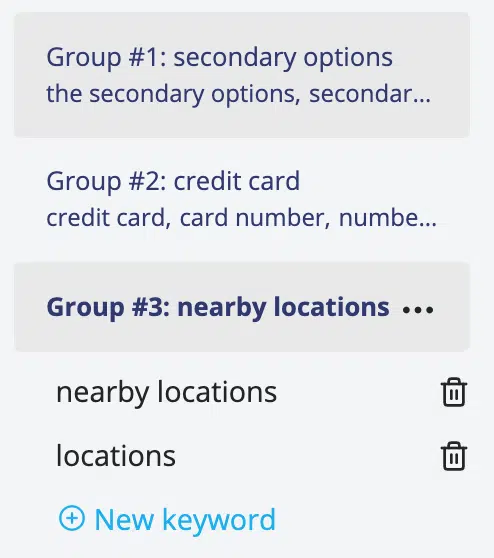 Group #1: secondary options
the secondary options, secondar...
Group #2: credit card
credit card, card number, numbe...
Group #3: nearby locations
nearby locations
locations
New keyword